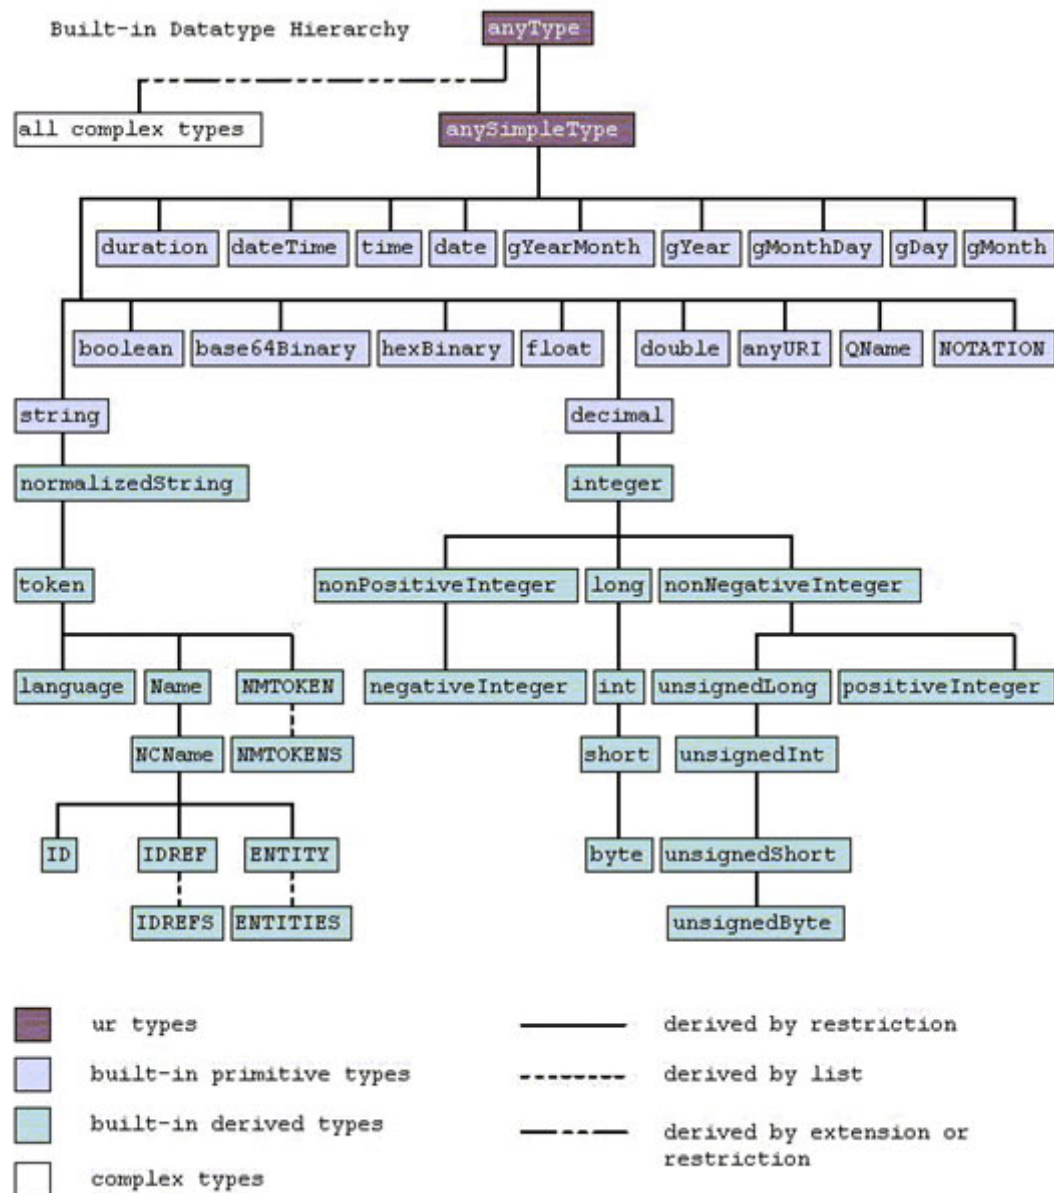 Built-in Datatype Hierarchy anyType
all complex types anySimpleType
duration dateTime time date gYearMonth gYear gMonthDay gDay gMonth
boolean base64Binary hexBinary float double anyURI QName NOTATION
string decimal
normalizedString integer
token nonPositiveInteger long nonNegativeInteger
language Name NMTOKEN negativeInteger int unsignedLong positiveInteger
NCName NMTOKENS short unsignedInt
ID IDREF ENTITY byte unsignedShort
IDREFS ENTITIES unsignedByte
ur types derived by restriction
built-in primitive types derived by list
built-in derived types derived by extension or
restriction
complex types